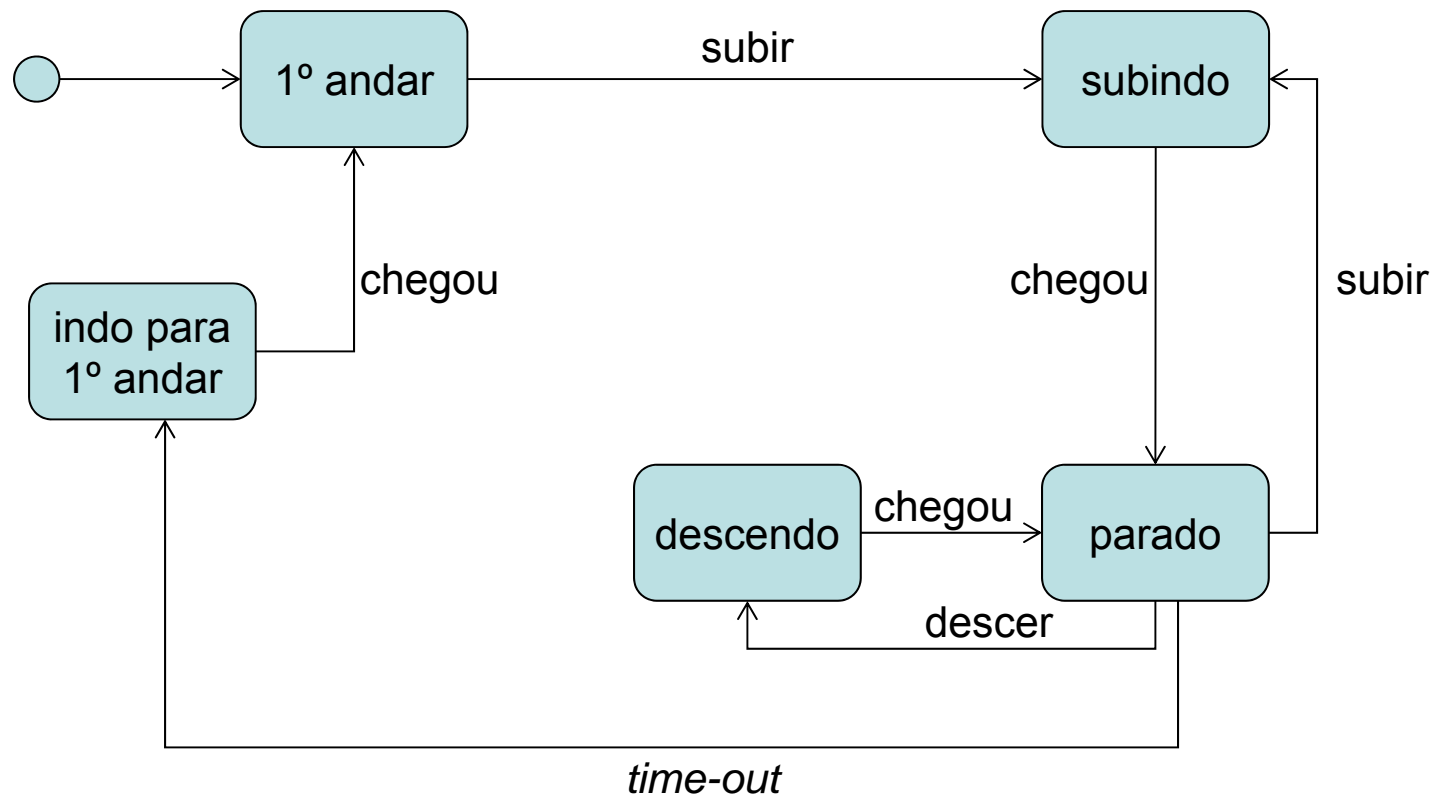 subir
1º andar
subindo
chegou
chegou
subir
indo para
1º andar
chegou
descendo
parado
descer
time-out